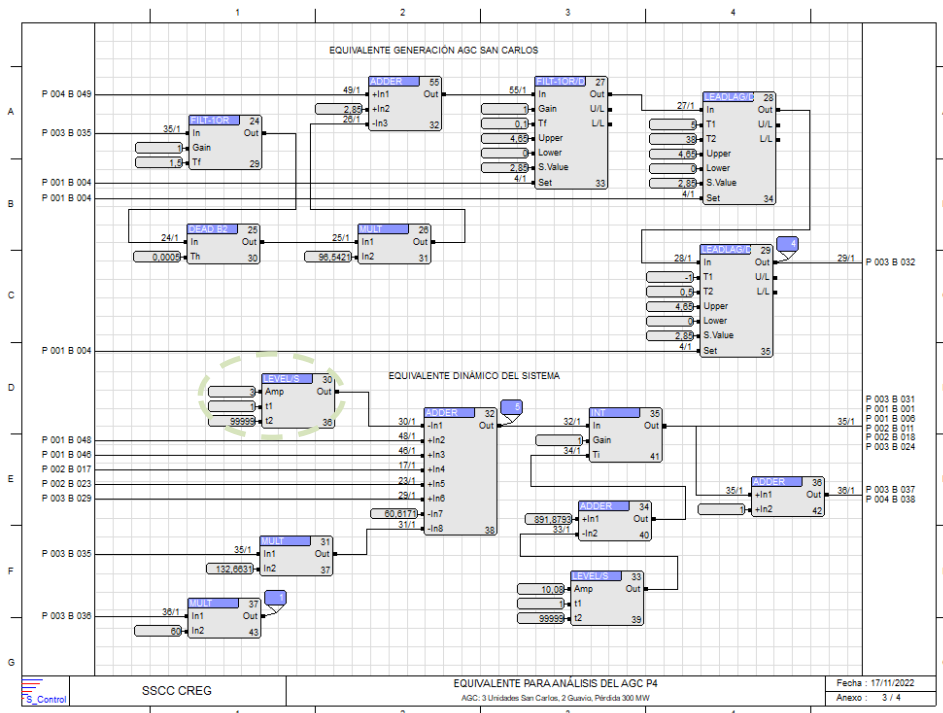 1 2 3 4
EQUIVALENTE GENERACIÓN AGC SAN CARLOS
A
P 004 B 049
49/1
2,85
26/1
ADDER 55
+In1 Out
+In2
-In3 32
55/1
1
0,1
4,65
0
2,85
4/1
FILT-1OR/D 27
In Out
Gain U/L
Tf L/L
Upper
Lower
S.Value
Set 33
27/1
5
38
4,65
0
2,85
4/1
LEADLAG/D 28
In Out
T1 U/L
T2 L/L
Upper
Lower
S.Value
Set 34
P 003 B 035
35/1
1
1,5
FILT-1OR 24
In Out
Gain
Tf 29
P 001 B 004
P 001 B 004
B
24/1
0,0005
DEAD B2 25
In Out
Th 30
25/1
96,5421
MULT 26
In1 Out
In2 31
28/1
-1
0,5
4,65
0
2,85
4/1
LEADLAG/D 29
In Out
T1 U/L
T2 L/L
Upper
Lower
S.Value
Set 35
4
29/1
P 003 B 032
C
P 001 B 004
D
EQUIVALENTE DINÁMICO DEL SISTEMA
3
1
99999
LEVEL/S 30
Amp Out
t1
t2 36
P 001 B 048
P 001 B 046
P 002 B 017
P 002 B 023
P 003 B 029
30/1
48/1
46/1
17/1
23/1
29/1
60,6171
31/1
ADDER 32
-In1 Out
+In2
+In3
+In4
+In5
+In6
-In7
-In8 38
5
32/1
1
34/1
INT 35
In Out
Gain
Ti 41
35/1
P 003 B 031
P 001 B 001
P 001 B 006
P 002 B 011
P 002 B 018
P 003 B 024
E
35/1
1
ADDER 36
+In1 Out
+In2 42
36/1
P 003 B 037
P 004 B 038
891,8793
33/1
ADDER 34
+In1 Out
-In2 40
F
P 003 B 035
35/1
132,6631
MULT 31
In1 Out
In2 37
10,08
1
99999
LEVEL/S 33
Amp Out
t1
t2 39
P 003 B 036
36/1
60
MULT 37
In1 Out
In2 43
1
G
S_Control
SSCC CREG
EQUIVALENTE PARA ANÁLISIS DEL AGC P4
AGC: 3 Unidades San Carlos, 2 Guavio, Pérdida 300 MW
Fecha : 17/11/2022
Anexo : 3 / 4